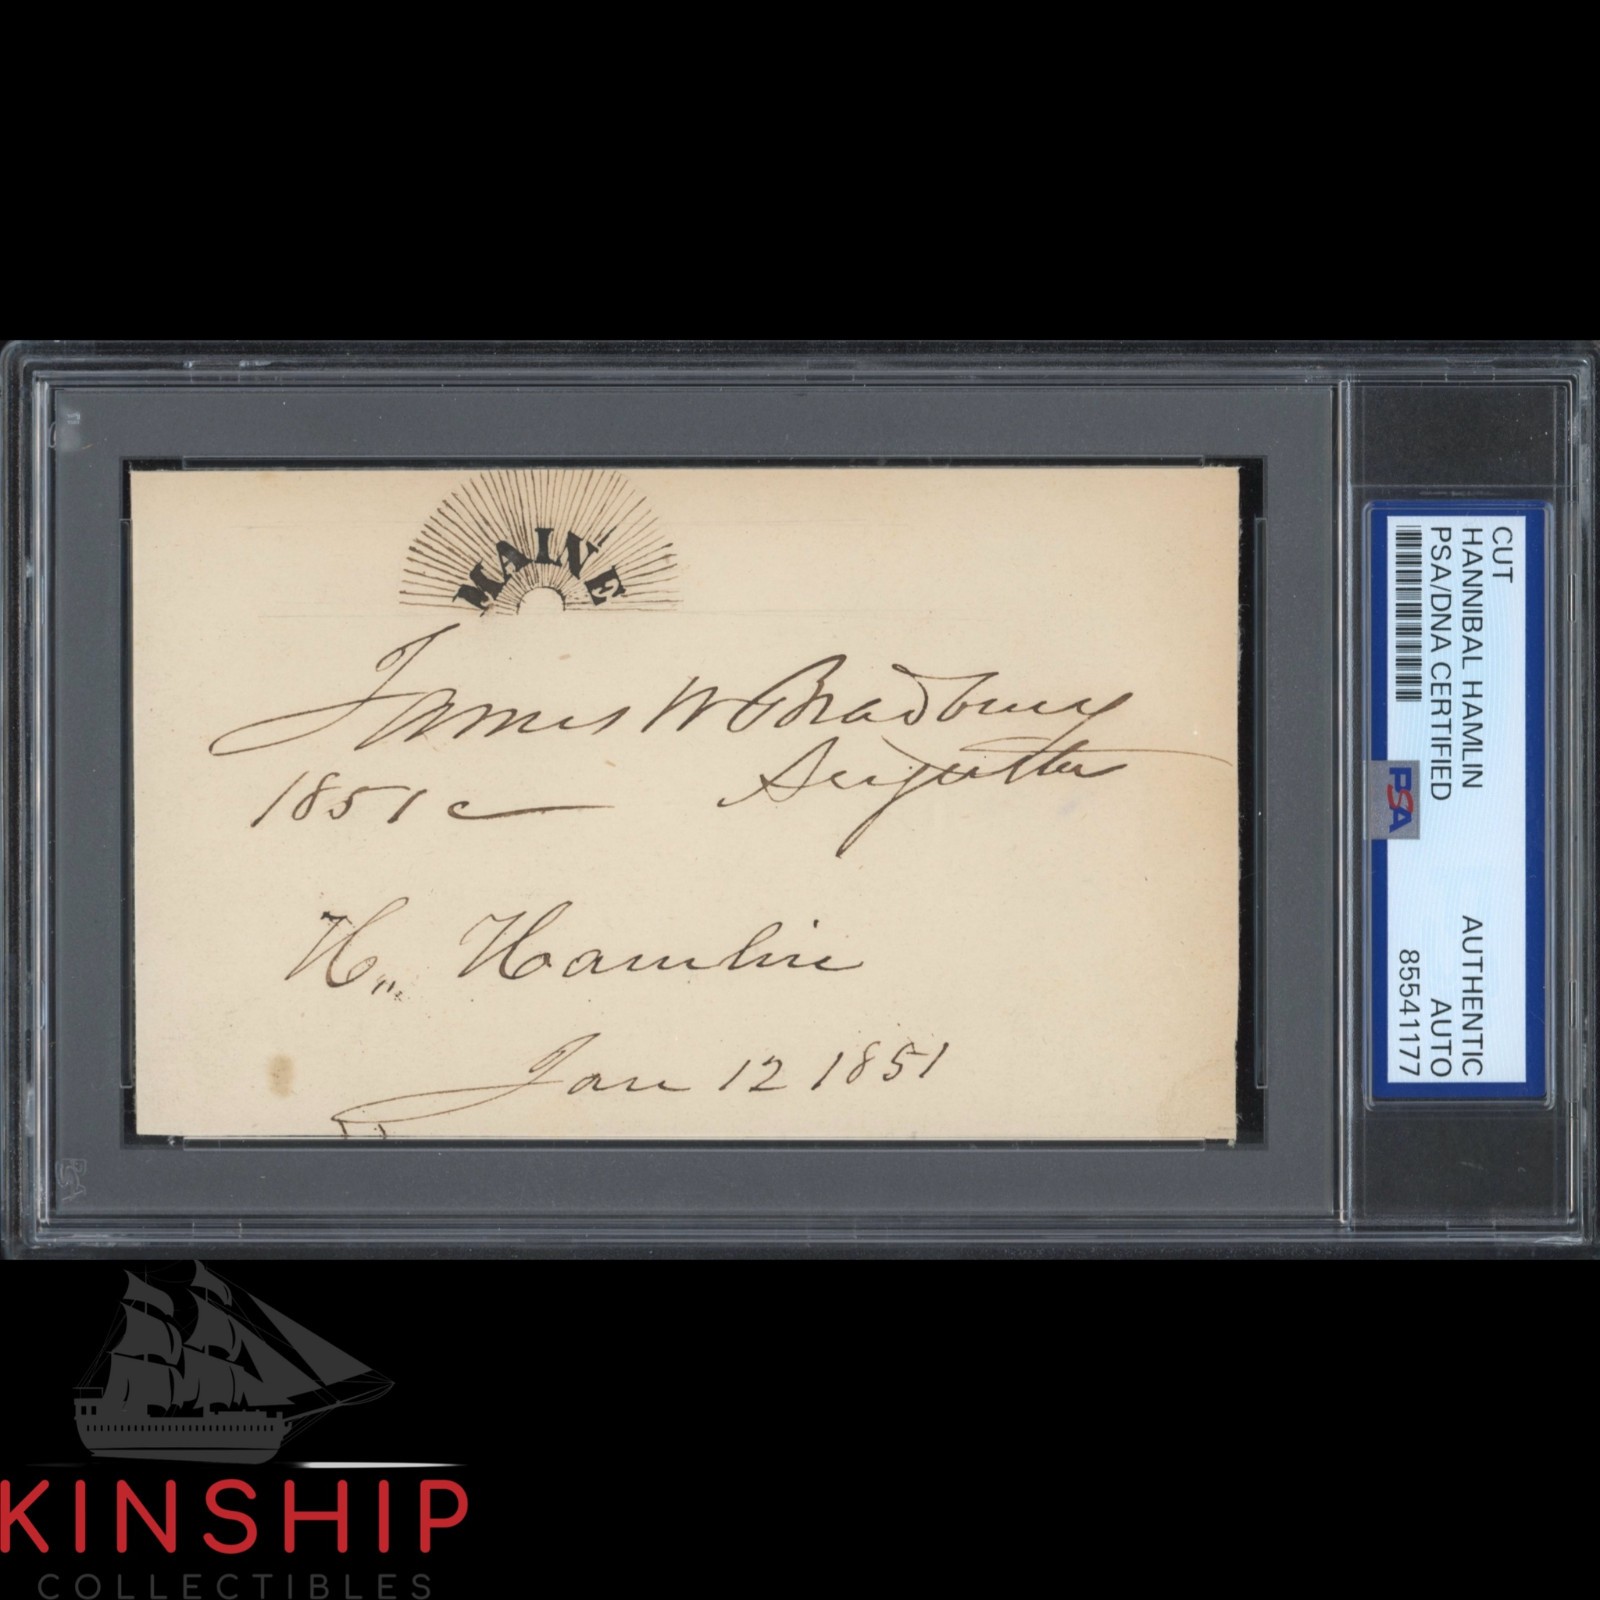 MAINE
James W Bradbury
1851
Augusta
H. Hamlin
Jan 12 1851
CUT
HANNIBAL HAMLIN
PSA/DNA CERTIFIED
AUTHENTIC
AUTO
85541177
PSA
KINSHIP
COLLECTIBLES